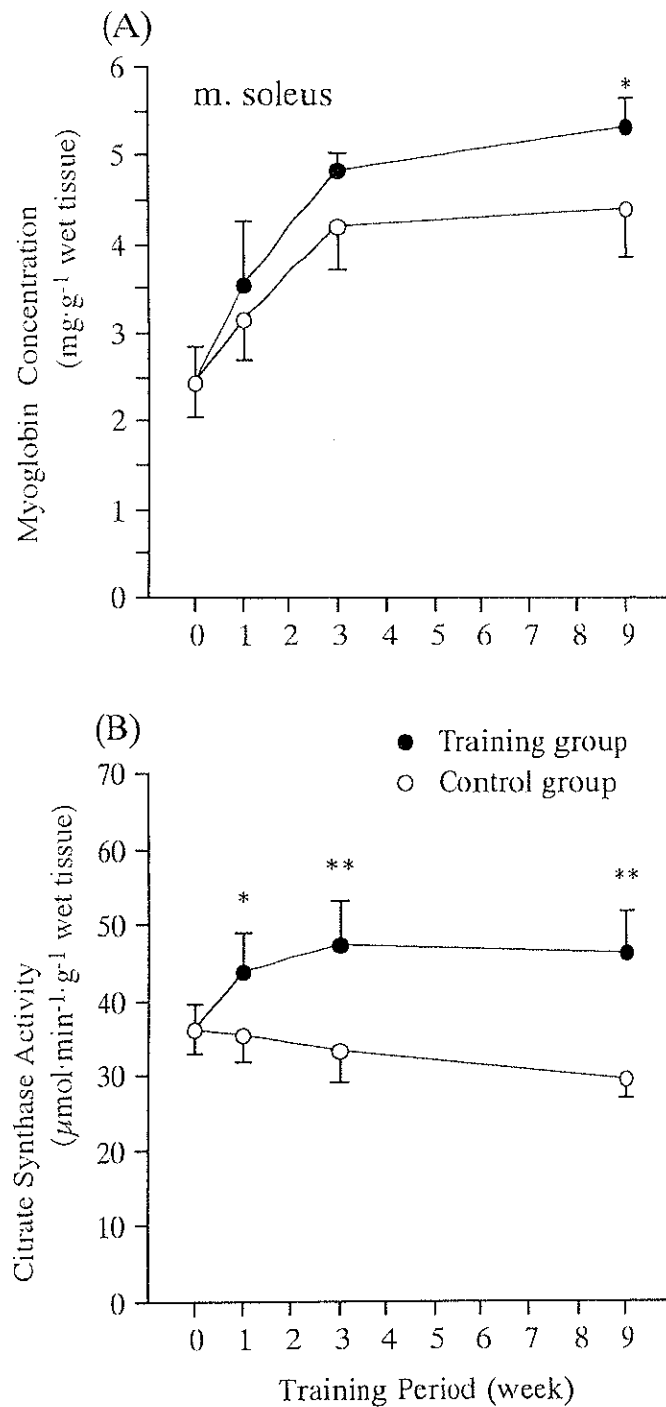 (A)
m. soleus
*
6
5
4
3
2
1
0
Myoglobin Concentration
(mg·g⁻¹ wet tissue)
0 1 2 3 4 5 6 7 8 9
(B)
Training group
Control group
70
60
50
40
30
20
10
0
* ** **
Citrate Synthase Activity
(μmol·min⁻¹·g⁻¹ wet tissue)
0 1 2 3 4 5 6 7 8 9
Training Period (week)